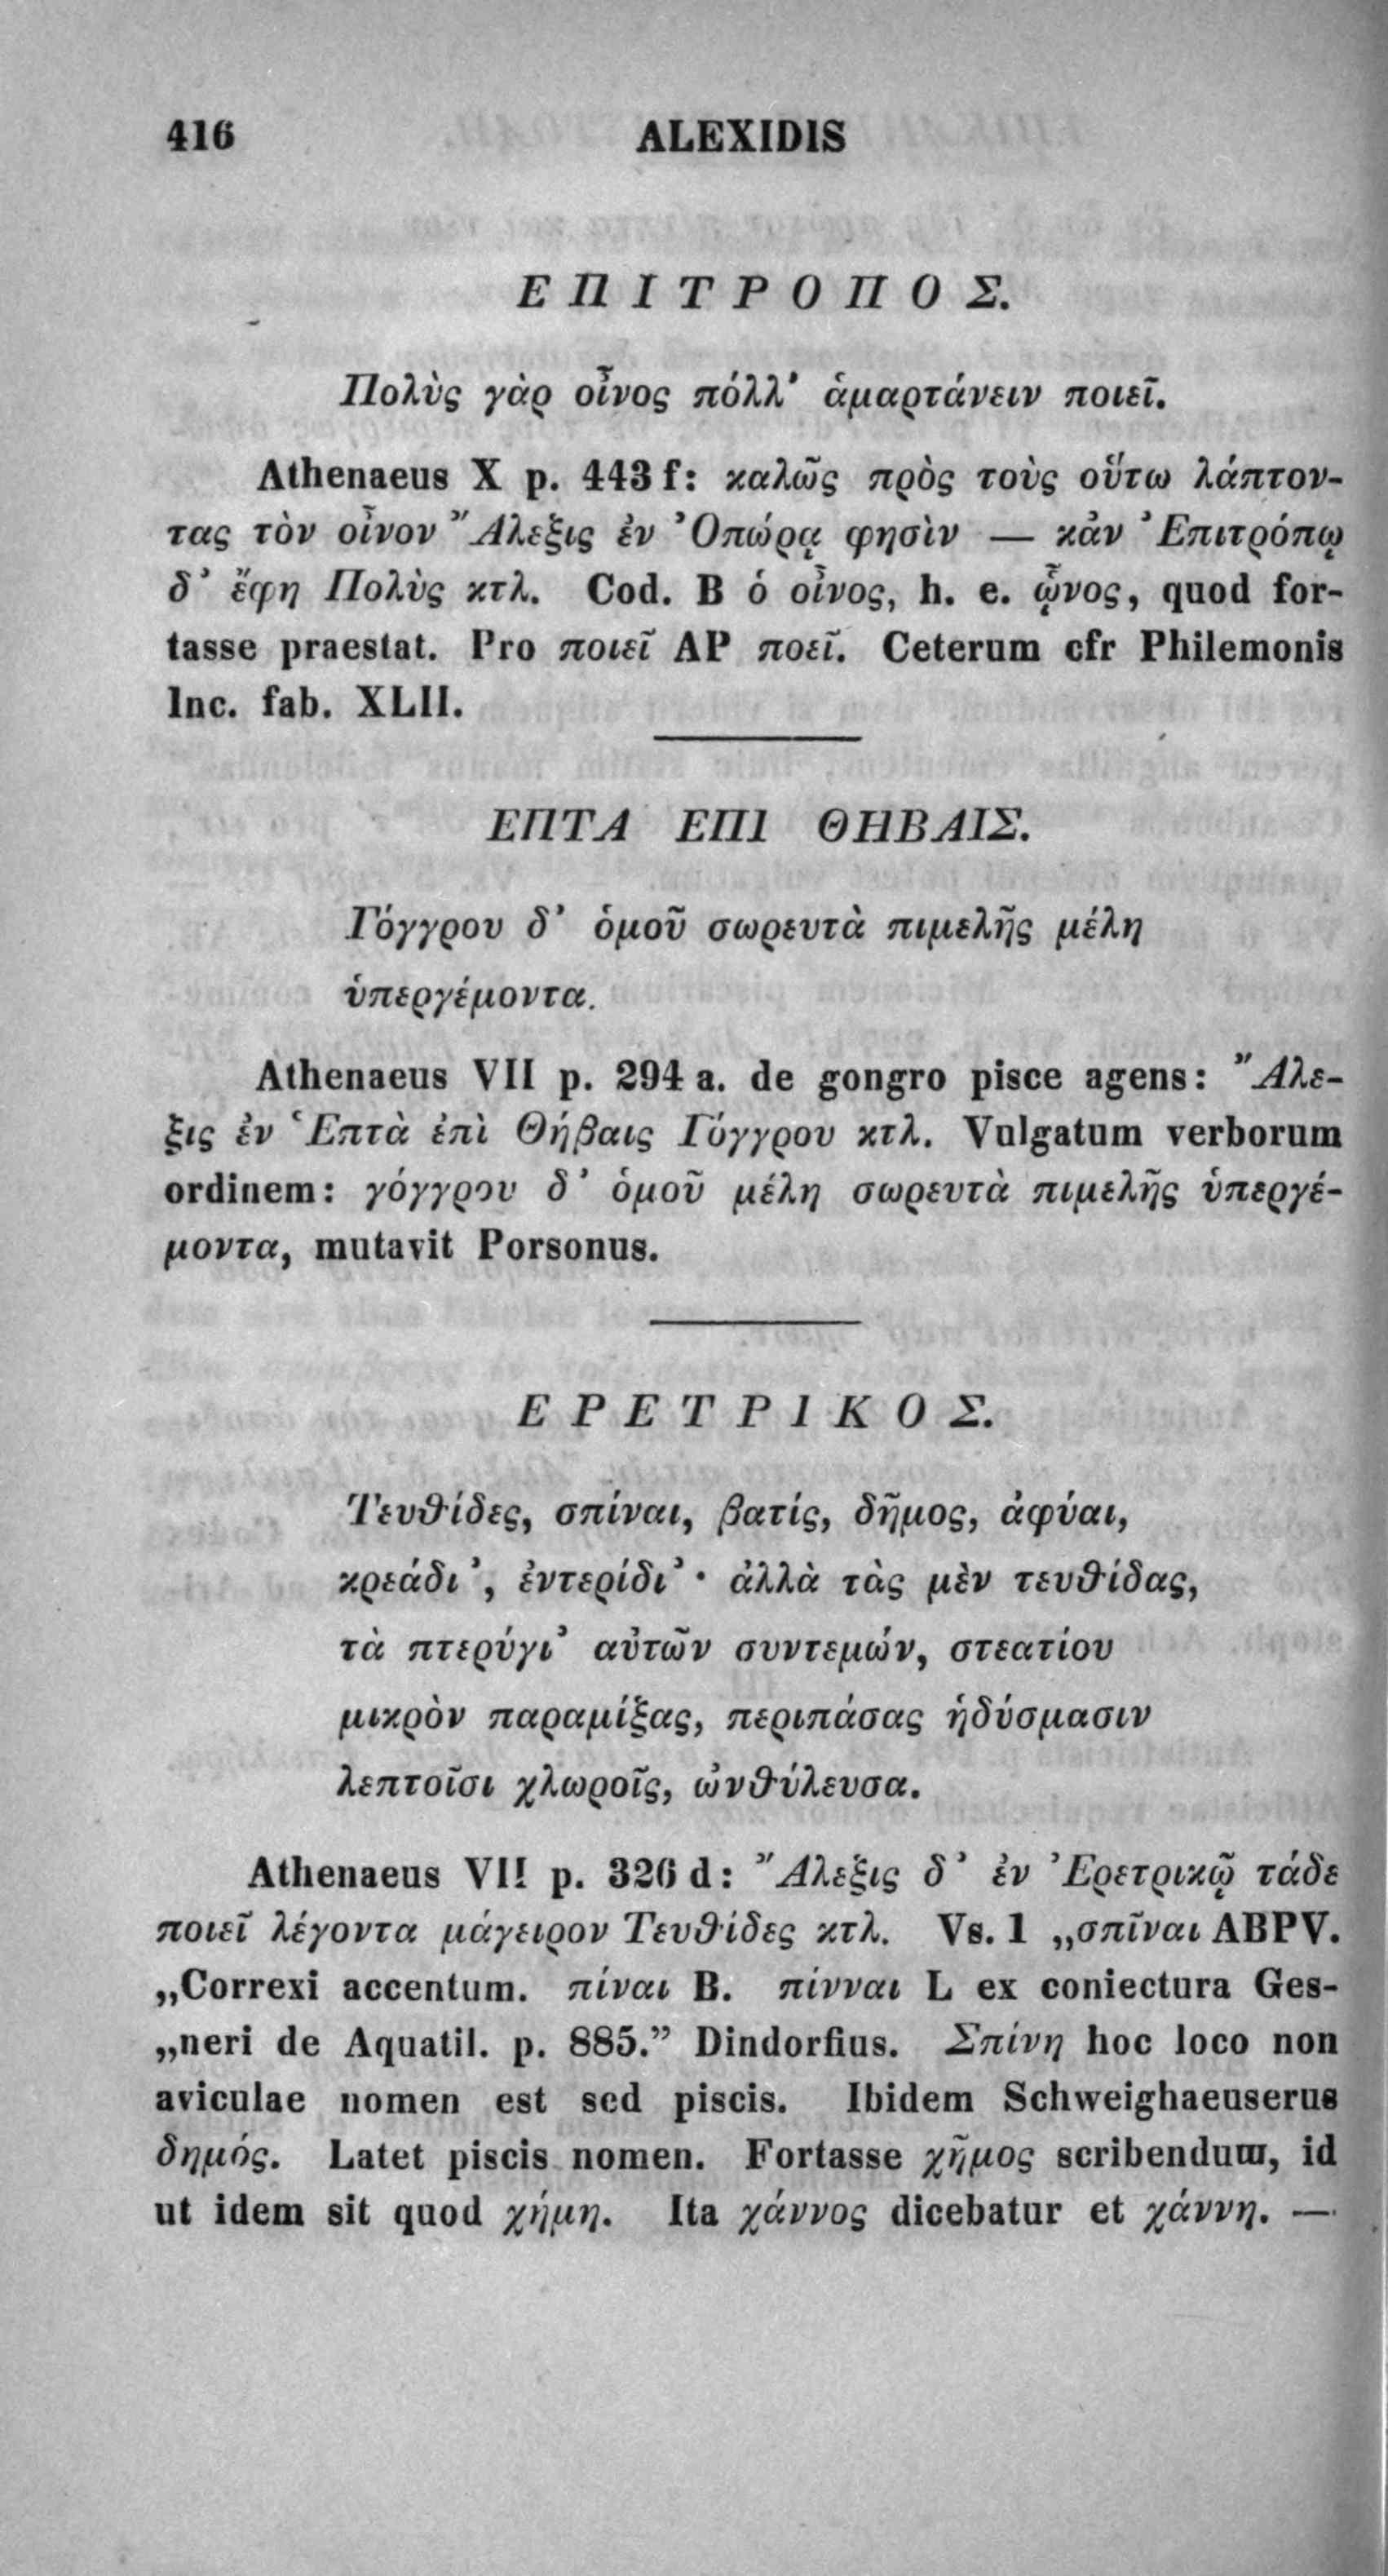 416 ALEXIDIS
ΕΠΙΤΡΟΠΟΣ.
Πολὺς γὰρ οἶνος πόλλ' ἁμαρτάνειν ποιεῖ.
Athenaeus X p. 443 f: καλῶς πρὸς τοὺς οὕτω λάπτον-
τας τὸν οἶνον Ἄλεξις ἐν Ὀπώρᾳ φησὶν — κἀν Ἐπιτρόπῳ
δ' ἔφη Πολὺς κτλ. Cod. B ὁ οἶνος, h. e. ᾦνος, quod for-
tasse praestat. Pro ποιεῖ AP ποεῖ. Ceterum cfr Philemonis
Inc. fab. XLII.
ΕΠΤΑ ΕΠΙ ΘΗΒΑΙΣ.
Γόγγρου δ' ὁμοῦ σωρευτὰ πιμελῆς μέλη
ὑπεργέμοντα.
Athenaeus VII p. 294 a. de gongro pisce agens: Ἄλε-
ξις ἐν Ἑπτὰ ἐπὶ Θήβαις Γόγγρου κτλ. Vulgatum verborum
ordinem: γόγγρου δ' ὁμοῦ μέλη σωρευτὰ πιμελῆς ὑπεργέ-
μοντα, mutavit Porsonus.
ΕΡΕΤΡΙΚΟΣ.
Τευθίδες, σπίναι, βατίς, δῆμος, ἀφύαι,
κρεάδι', ἐντερίδι'· ἀλλὰ τὰς μὲν τευθίδας,
τὰ πτερύγι' αὐτῶν συντεμών, στεατίου
μικρὸν παραμίξας, περιπάσας ἡδύσμασιν
λεπτοῖσι χλωροῖς, ὠνθύλευσα.
Athenaeus VII p. 326 d: Ἄλεξις δ' ἐν Ἐρετρικῷ τάδε
ποιεῖ λέγοντα μάγειρον Τευθίδες κτλ. Vs. 1 „σπῖναι ABPV.
„Correxi accentum. πίναι B. πίνναι L ex coniectura Ges-
„neri de Aquatil. p. 885.” Dindorfius. Σπίνη hoc loco non
aviculae nomen est sed piscis. Ibidem Schweighaeuserus
δημός. Latet piscis nomen. Fortasse χῆμος scribendum, id
ut idem sit quod χήμη. Ita χάννος dicebatur et χάννη. —